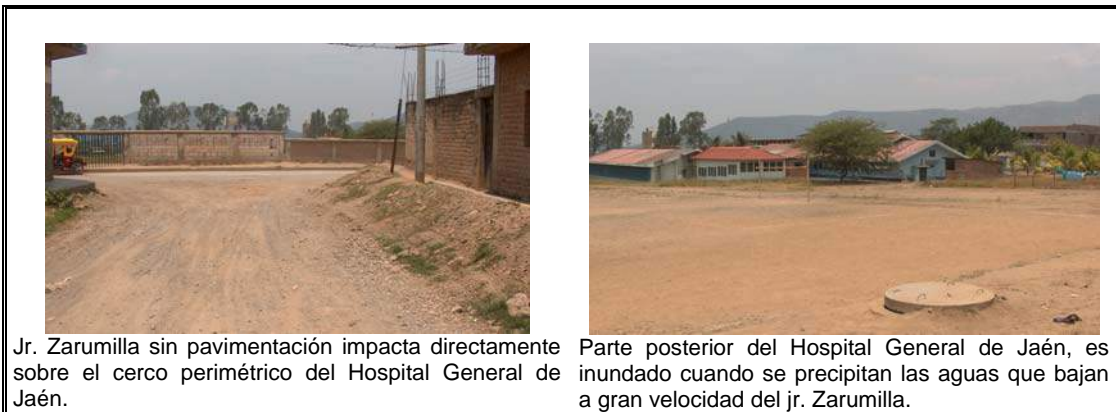 Jr. Zarumilla sin pavimentación impacta directamente
sobre el cerco perimétrico del Hospital General de
Jaén.
Parte posterior del Hospital General de Jaén, es
inundado cuando se precipitan las aguas que bajan
a gran velocidad del jr. Zarumilla.